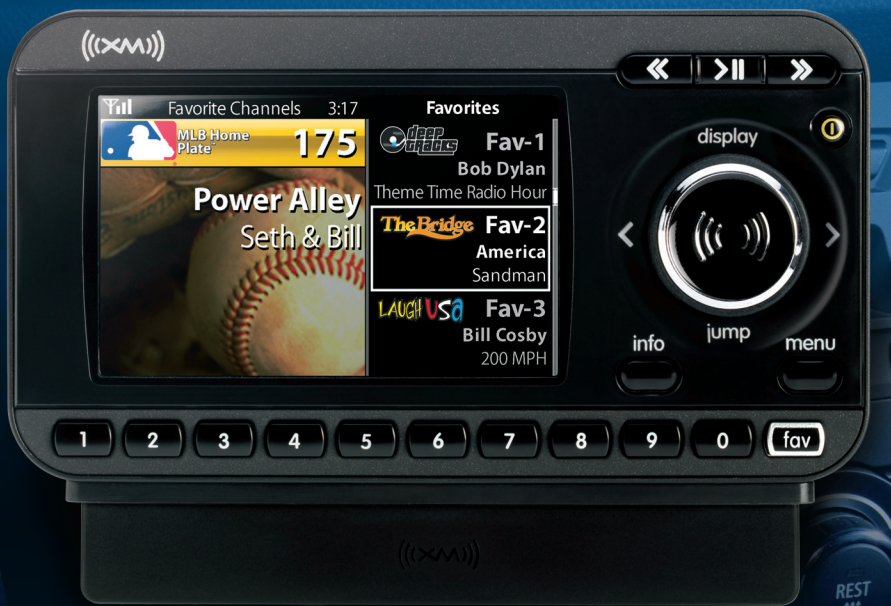 ((XM))
Favorite Channels 3:17
MLB Home
Plate™
175
Power Alley
Seth & Bill
Favorites
deep
tracks
Fav-1
Bob Dylan
Theme Time Radio Hour
The Bridge
Fav-2
America
Sandman
LAUGH USA
Fav-3
Bill Cosby
200 MPH
display
jump
info
menu
1 2 3 4 5 6 7 8 9 0 fav
((XM))
REST